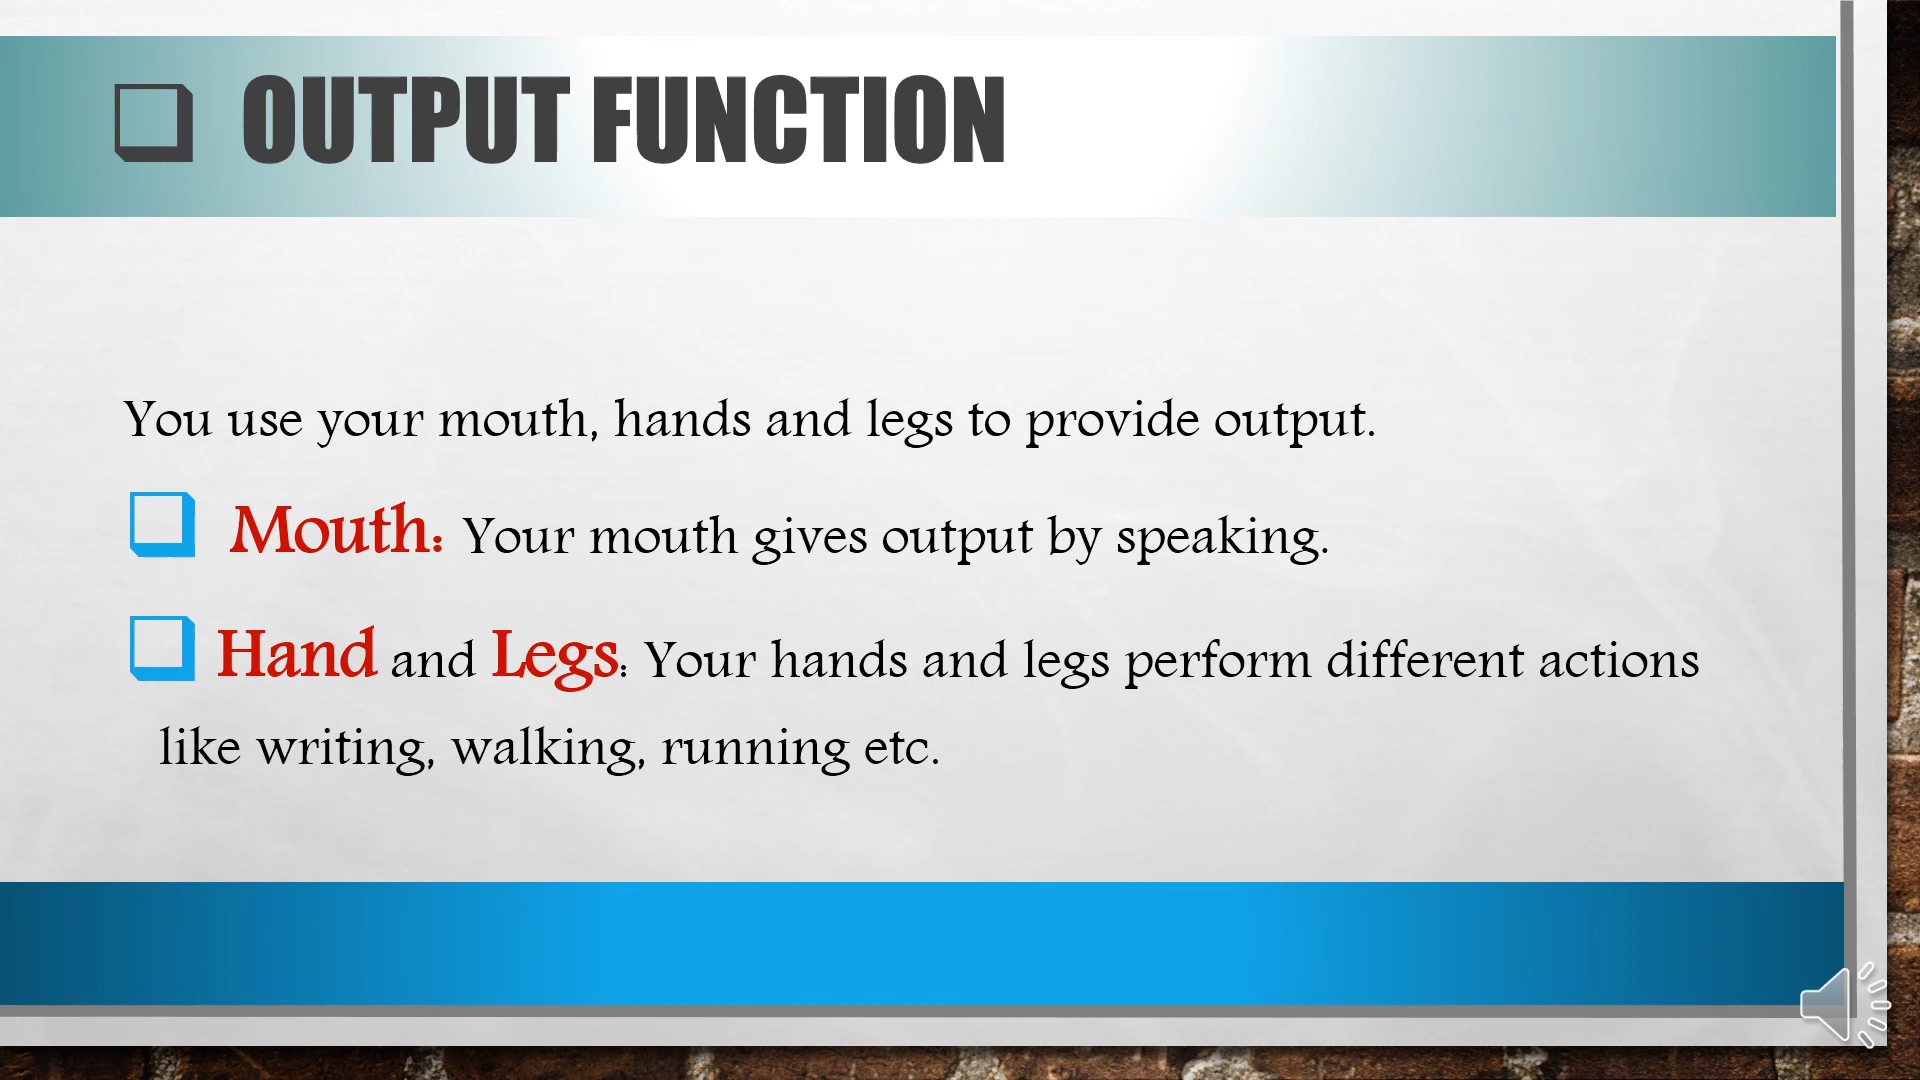 OUTPUT FUNCTION
You use your mouth, hands and legs to provide output.
Mouth: Your mouth gives output by speaking.
Hand and Legs: Your hands and legs perform different actions
like writing, walking, running etc.